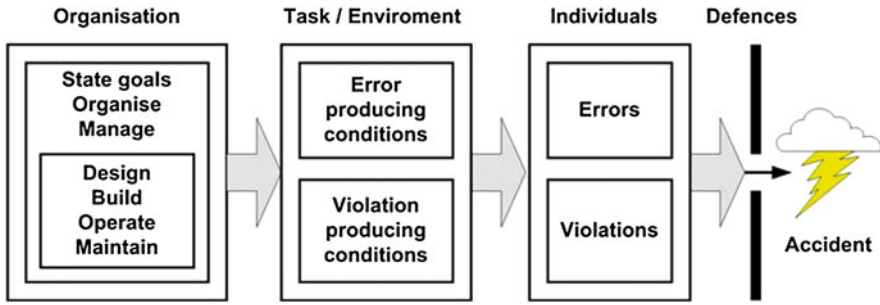 Organisation
Task / Enviroment
Individuals
Defences
State goals
Organise
Manage
Design
Build
Operate
Maintain
Error
producing
conditions
Violation
producing
conditions
Errors
Violations
Accident